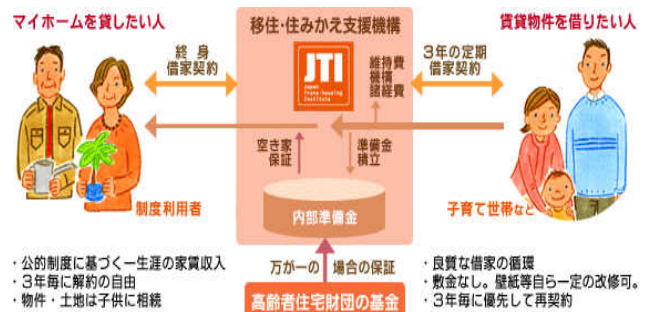 マイホームを貸したい人
移住・住みかえ支援機構
賃貸物件を借りたい人
終身
借家契約
JTI
Japan
Trans-housing
Institute
維持費
機構
諸経費
3年の定期
借家契約
空き家
保証
準備金
積立
制度利用者
内部準備金
子育て世帯など
・公的制度に基づく一生涯の家賃収入
・3年毎に解約の自由
・物件・土地は子供に相続
万が一の 場合の保証
高齢者住宅財団の基金
・良質な借家の循環
・敷金なし。壁紙等自ら一定の改修可。
・3年毎に優先して再契約